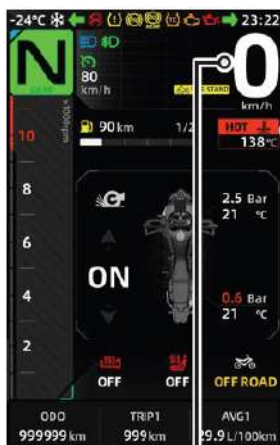 -24°C 23:22
N
GEAR
x1000rpm
80
km/h
STAND
0
km/h
10
90 km 1/2
HOT
138°C
8
2.5 Bar
21 °C
6
ON
4
0.6 Bar
21 °C
2
OFF OFF OFF ROAD
ODO TRIP1 AVG1
999999 km 999 km 29.9 L/100km